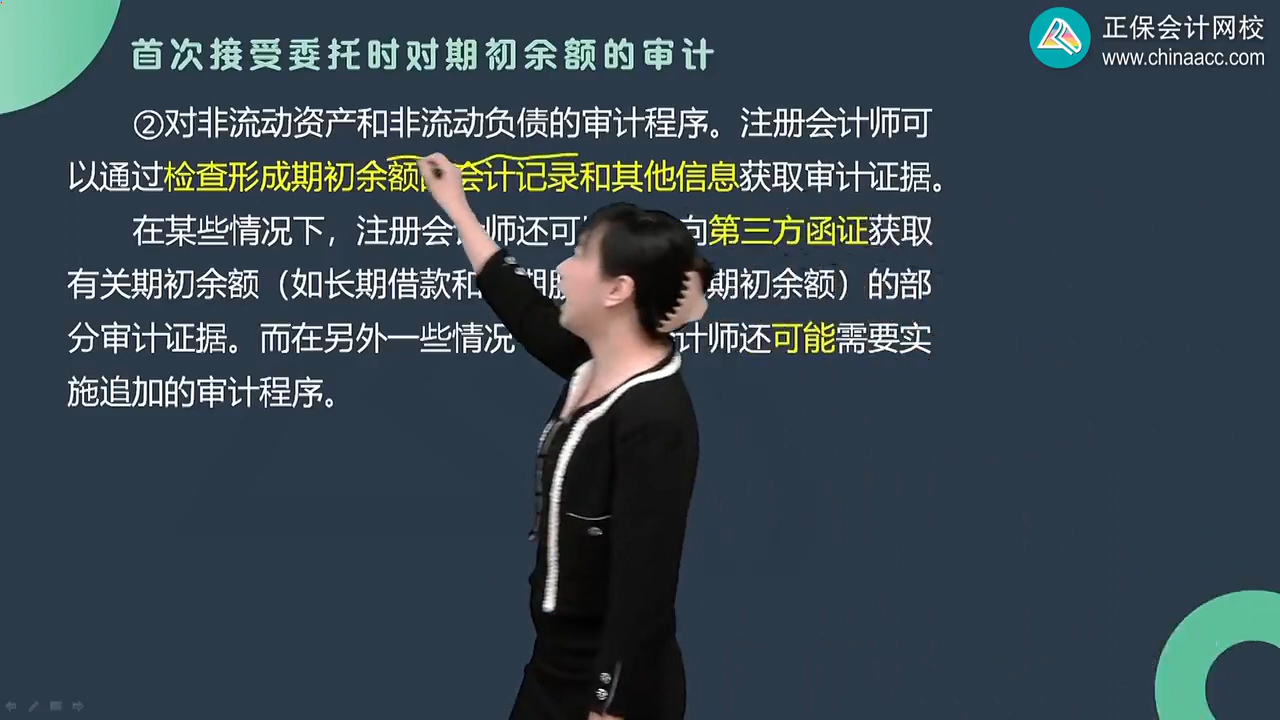 正保会计网校
www.chinaacc.com
首次接受委托时对期初余额的审计
②对非流动资产和非流动负债的审计程序。注册会计师可
以通过检查形成期初余额 会计记录和其他信息获取审计证据。
在某些情况下，注册会计师还可 向第三方函证获取
有关期初余额（如长期借款和 期初余额）的部
分审计证据。而在另外一些情况 计师还可能需要实
施追加的审计程序。